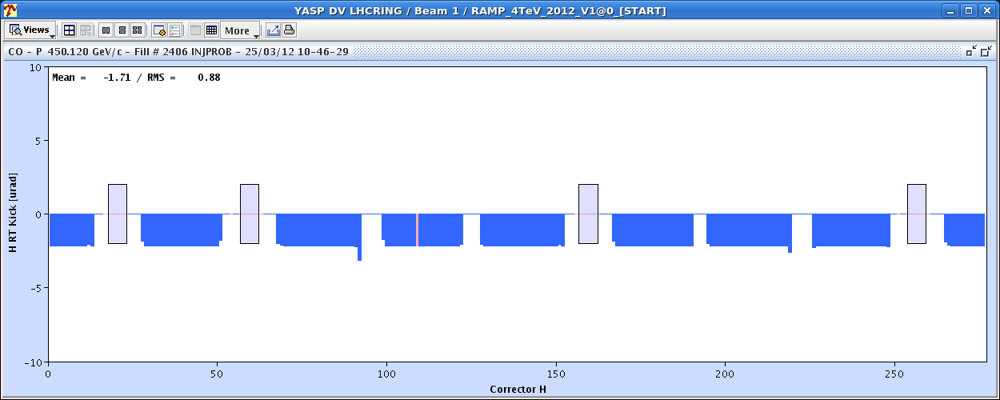 YASP DV LHCRING / Beam 1 / RAMP_4TeV_2012_V1@0_[START]
Views More
CO - P 450.120 GeV/c - Fill # 2406 INJPROB - 25/03/12 10-46-29
Mean = -1.71 / RMS = 0.88
H RT Kick [urad]
10
5
0
-5
-10
0 50 100 150 200 250
Corrector H